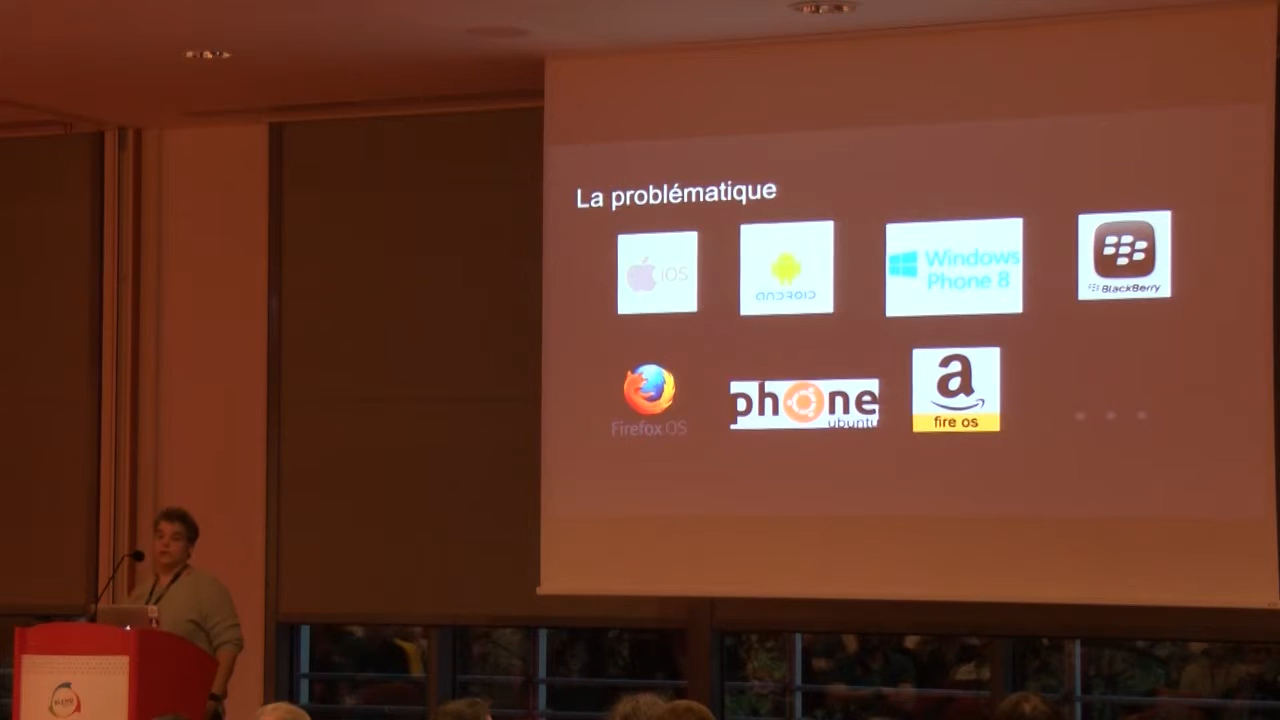 La problématique
iOS
ANDROID
Windows
Phone 8
BlackBerry
Firefox OS
phone
ubuntu
a
fire os
. . .